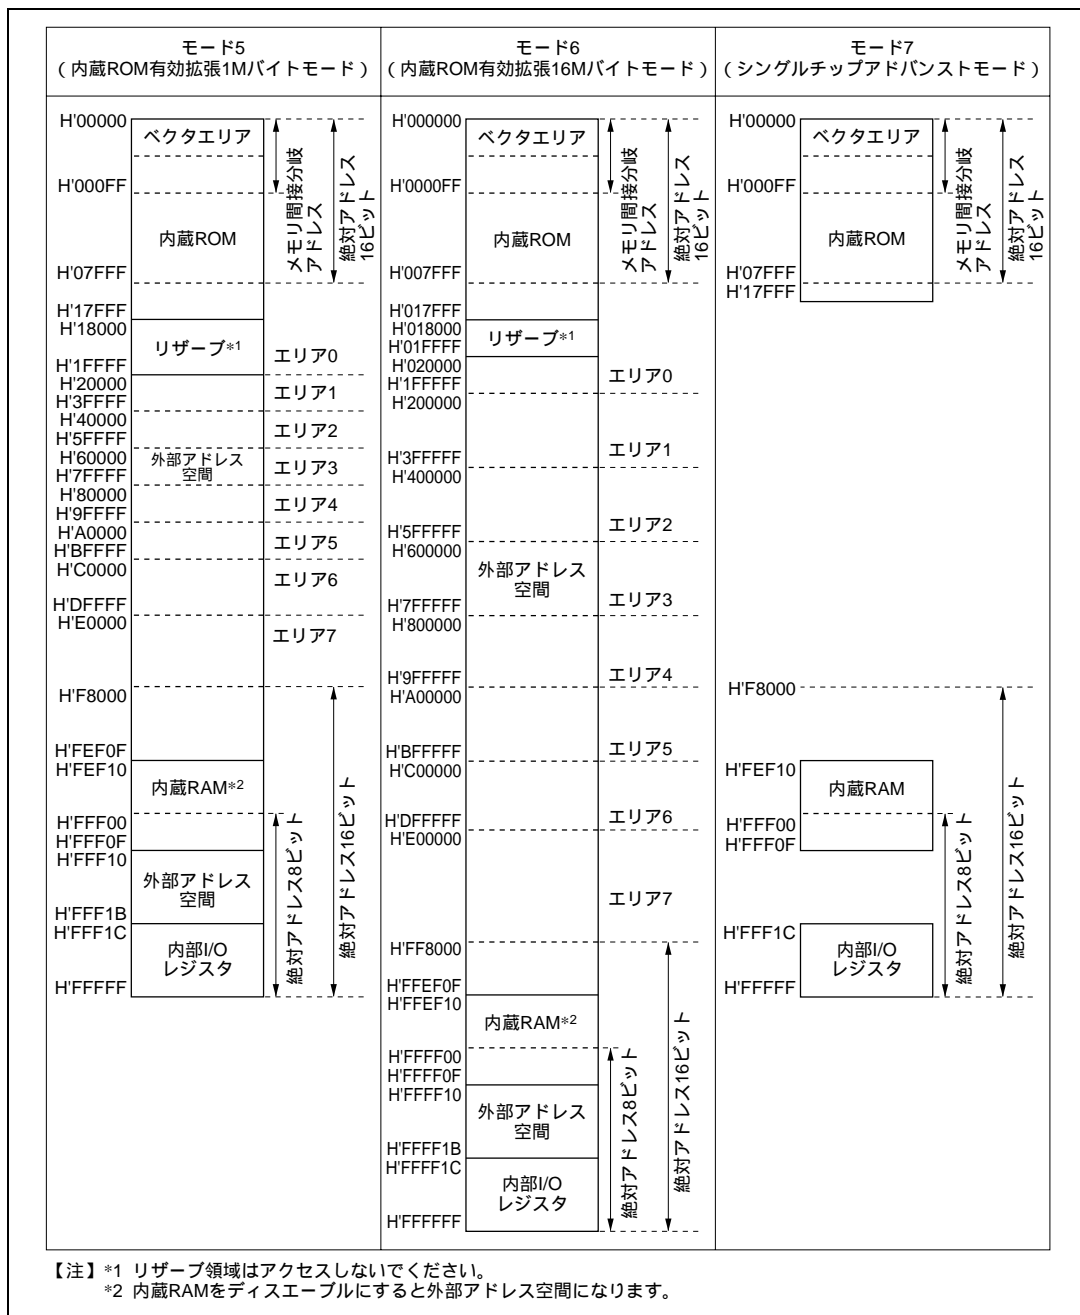 モード5
(内蔵ROM有効拡張1Mバイトモード)
H'00000
ベクタエリア
H'000FF
内蔵ROM
H'07FFF
H'17FFF
H'18000
リザーブ*1
H'1FFFF
H'20000
H'3FFFF
H'40000
H'5FFFF
H'60000
外部アドレス
空間
H'7FFFF
H'80000
H'9FFFF
H'A0000
H'BFFFF
H'C0000
H'DFFFF
H'E0000
H'F8000
H'FEF0F
H'FEF10
内蔵RAM*2
H'FFF00
H'FFF0F
H'FFF10
外部アドレス
空間
H'FFF1B
H'FFF1C
内部I/O
レジスタ
H'FFFFF
メモリ間接分岐
アドレス
絶対アドレス
16ビット
エリア0
エリア1
エリア2
エリア3
エリア4
エリア5
エリア6
エリア7
絶対アドレス8ビット
絶対アドレス16ビット
モード6
(内蔵ROM有効拡張16Mバイトモード)
H'000000
ベクタエリア
H'0000FF
内蔵ROM
H'007FFF
H'017FFF
H'018000
リザーブ*1
H'01FFFF
H'020000
H'1FFFFF
H'200000
H'3FFFFF
H'400000
H'5FFFFF
H'600000
外部アドレス
空間
H'7FFFFF
H'800000
H'9FFFFF
H'A00000
H'BFFFFF
H'C00000
H'DFFFFF
H'E00000
H'FF8000
H'FFEF0F
H'FFEF10
内蔵RAM*2
H'FFFF00
H'FFFF0F
H'FFFF10
外部アドレス
空間
H'FFFF1B
H'FFFF1C
内部I/O
レジスタ
H'FFFFFF
メモリ間接分岐
アドレス
絶対アドレス
16ビット
エリア0
エリア1
エリア2
エリア3
エリア4
エリア5
エリア6
エリア7
絶対アドレス8ビット
絶対アドレス16ビット
モード7
(シングルチップアドバンストモード)
H'00000
ベクタエリア
H'000FF
内蔵ROM
H'07FFF
H'17FFF
メモリ間接分岐
アドレス
絶対アドレス
16ビット
H'F8000
H'FEF10
内蔵RAM
H'FFF00
H'FFF0F
H'FFF1C
内部I/O
レジスタ
H'FFFFF
絶対アドレス8ビット
絶対アドレス16ビット
【注】*1 リザーブ領域はアクセスしないでください。
*2 内蔵RAMをディスエーブルにすると外部アドレス空間になります。